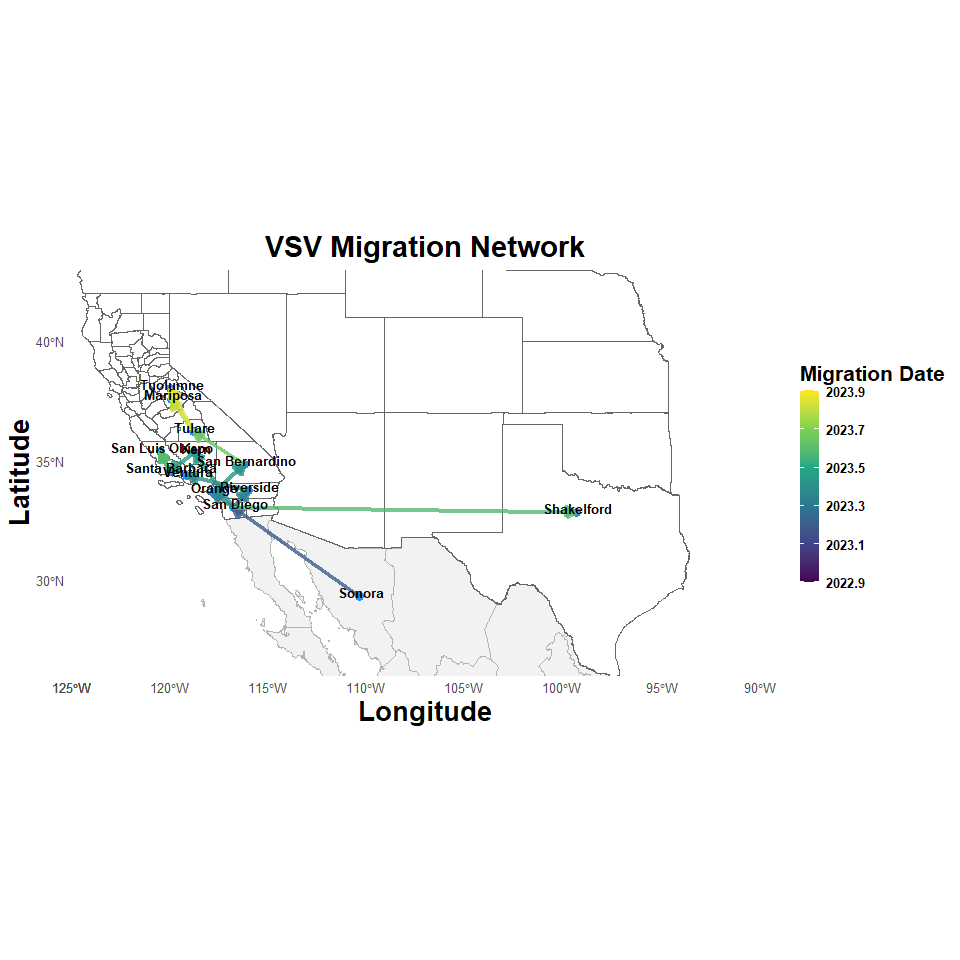 VSV Migration Network
Latitude
40°N
35°N
30°N
Tuolumne
Mariposa
Tulare
San Luis Obispo
Kern
San Bernardino
Santa Barbara
Ventura
Orange
Riverside
San Diego
Shakelford
Sonora
125°W 120°W 115°W 110°W 105°W 100°W 95°W 90°W
Longitude
Migration Date
2023.9
2023.7
2023.5
2023.3
2023.1
2022.9